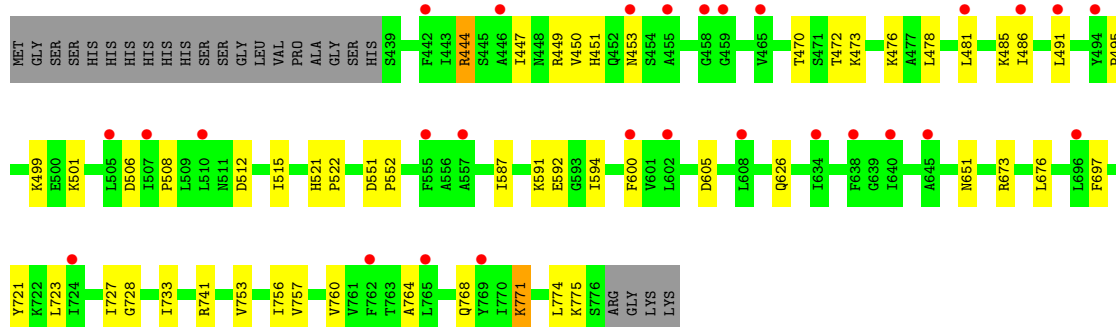 MET GLY SER SER HIS HIS HIS HIS HIS HIS SER SER GLY LEU VAL PRO ALA GLY SER HIS S439 F442 I443 R444 S445 A446 I447 N448 R449 V450 H451 Q452 N453 S454 A455 G458 G459 V465 T470 S471 T472 K473 K476 A477 L478 L481 K485 I486 L491 Y494 R495
K499 E500 K501 L505 D506 I507 P508 L509 L510 N511 D512 I515 H521 P522 D551 P552 F555 A556 A557 I587 K591 E592 G593 I594 F600 V601 L602 D605 L608 Q626 I634 F638 G639 I640 A645 N651 R673 L676 L696 F697
Y721 K722 L723 I724 I727 G728 I733 R741 V753 I756 V757 V760 V761 F762 T763 A764 L765 Q768 Y769 I770 K771 L774 K775 S776 ARG GLY LYS LYS